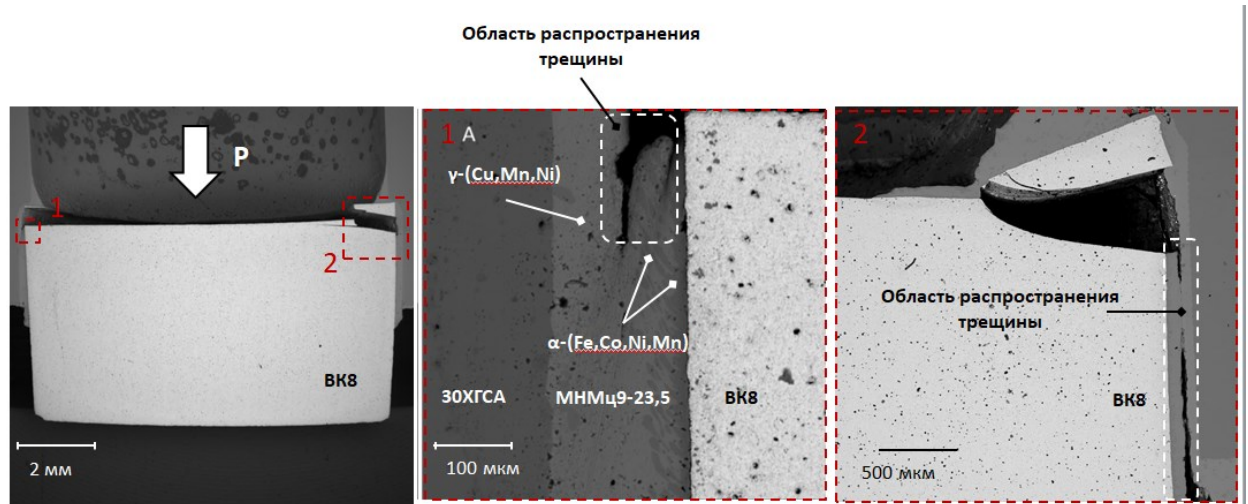 Область распространения
трещины
P
1
2
ВК8
2 мм
1 А
γ-(Cu,Mn,Ni)
α-(Fe,Co,Ni,Mn)
30ХГСА
МНМц9-23,5
ВК8
100 мкм
2
Область распространения
трещины
ВК8
500 мкм